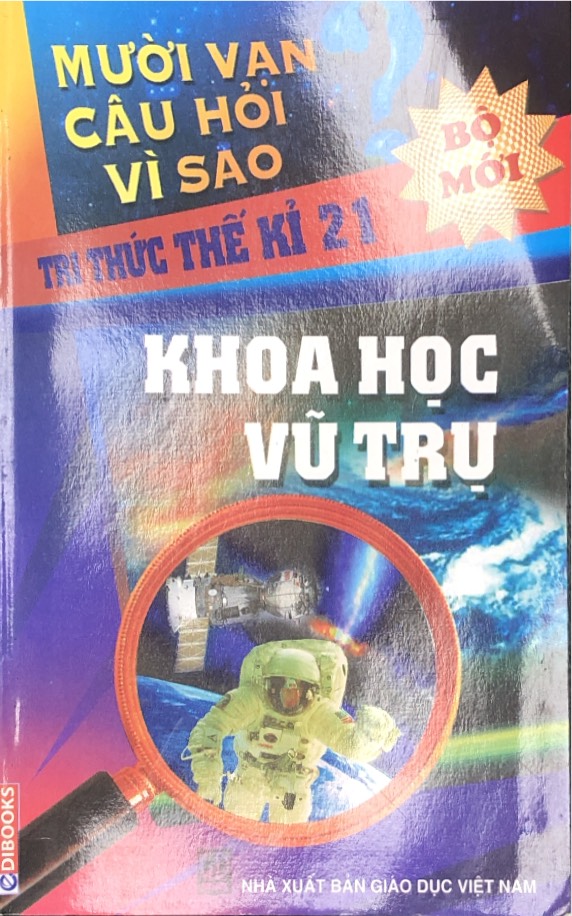 MƯỜI VẠN
CÂU HỎI
VÌ SAO
BỘ
MỚI
TRI THỨC THẾ KỈ 21
KHOA HỌC
VŨ TRỤ
EDIBOOKS
NHÀ XUẤT BẢN GIÁO DỤC VIỆT NAM